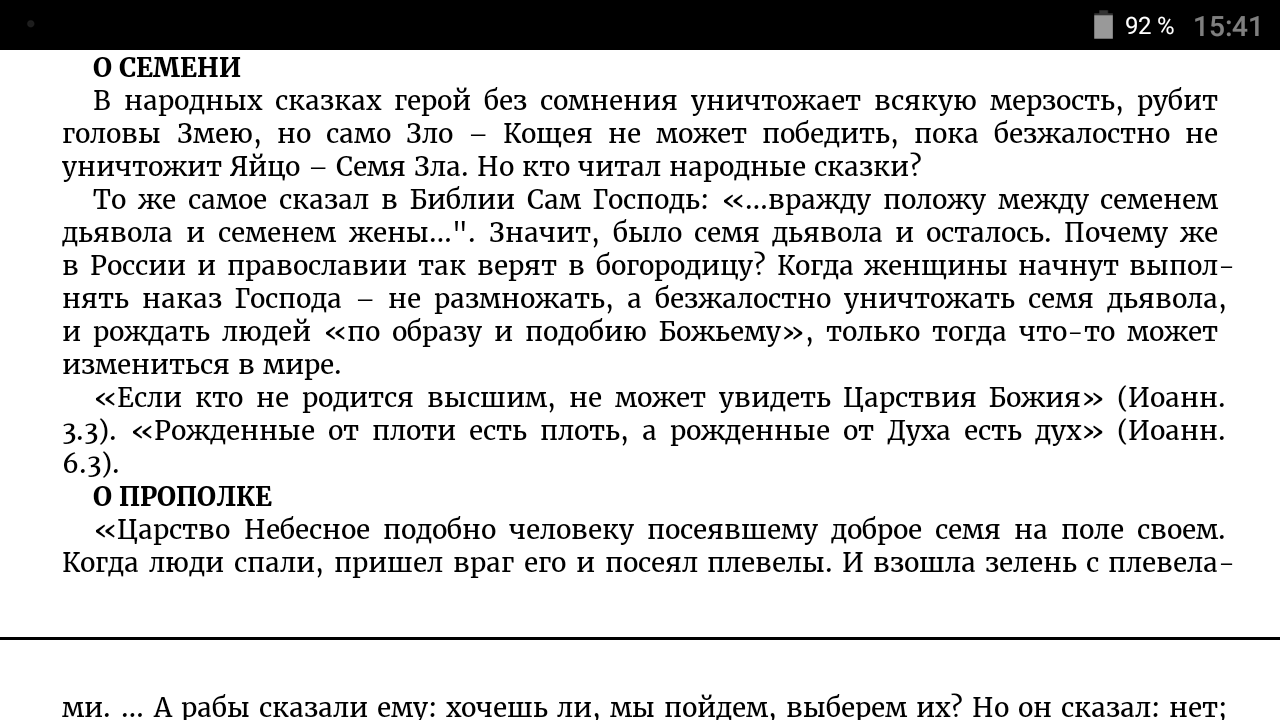 92 % 15:41
О СЕМЕНИ
В народных сказках герой без сомнения уничтожает всякую мерзость, рубит
головы Змею, но само Зло – Кощея не может победить, пока безжалостно не
уничтожит Яйцо – Семя Зла. Но кто читал народные сказки?
То же самое сказал в Библии Сам Господь: «...вражду положу между семенем
дьявола и семенем жены...". Значит, было семя дьявола и осталось. Почему же
в России и православии так верят в богородицу? Когда женщины начнут выпол-
нять наказ Господа – не размножать, а безжалостно уничтожать семя дьявола,
и рождать людей «по образу и подобию Божьему», только тогда что-то может
измениться в мире.
«Если кто не родится высшим, не может увидеть Царствия Божия» (Иоанн.
3.3). «Рожденные от плоти есть плоть, а рожденные от Духа есть дух» (Иоанн.
6.3).
О ПРОПОЛКЕ
«Царство Небесное подобно человеку посеявшему доброе семя на поле своем.
Когда люди спали, пришел враг его и посеял плевелы. И взошла зелень с плевела-
ми. ... А рабы сказали ему: хочешь ли, мы пойдем, выберем их? Но он сказал: нет;